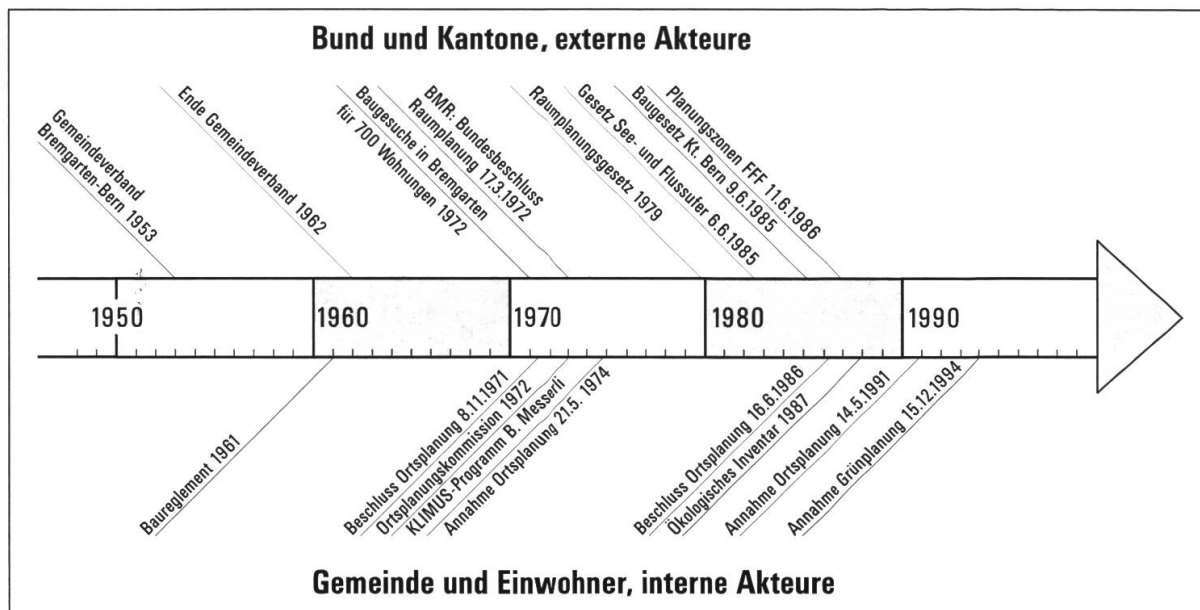 Bund und Kantone, externe Akteure
Gemeindeverband
Bremgarten-Bern 1953
Ende Gemeindeverband 1962
Baugesuche in Bremgarten
für 700 Wohnungen 1972
BMR: Bundesbeschluss
Raumplanung 17.3.1972
Raumplanungsgesetz 1979
Gesetz See- und Flussufer 6.6.1985
Baugesetz Kt. Bern 9.6.1985
Planungszonen FFF 11.6.1986
1950
1960
1970
1980
1990
Baureglement 1961
Beschluss Ortsplanung 8.11.1971
Ortsplanungskommission 1972
KLIMUS-Programm B. Messerli
Annahme Ortsplanung 21.5. 1974
Beschluss Ortsplanung 16.6.1986
Ökologisches Inventar 1987
Annahme Ortsplanung 14.5.1991
Annahme Grünplanung 15.12.1994
Gemeinde und Einwohner, interne Akteure